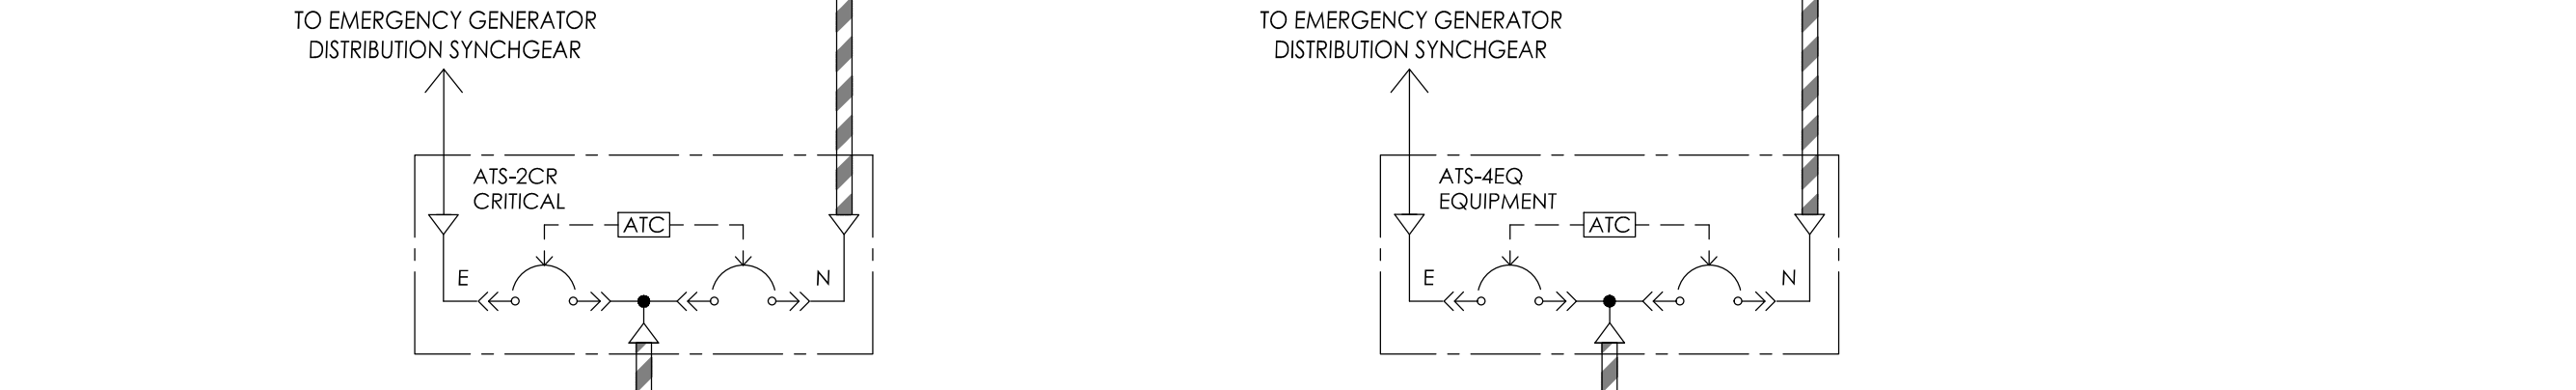 TO EMERGENCY GENERATOR
DISTRIBUTION SYNCHGEAR
ATS-2CR
CRITICAL
ATC
E
N
TO EMERGENCY GENERATOR
DISTRIBUTION SYNCHGEAR
ATS-4EQ
EQUIPMENT
ATC
E
N